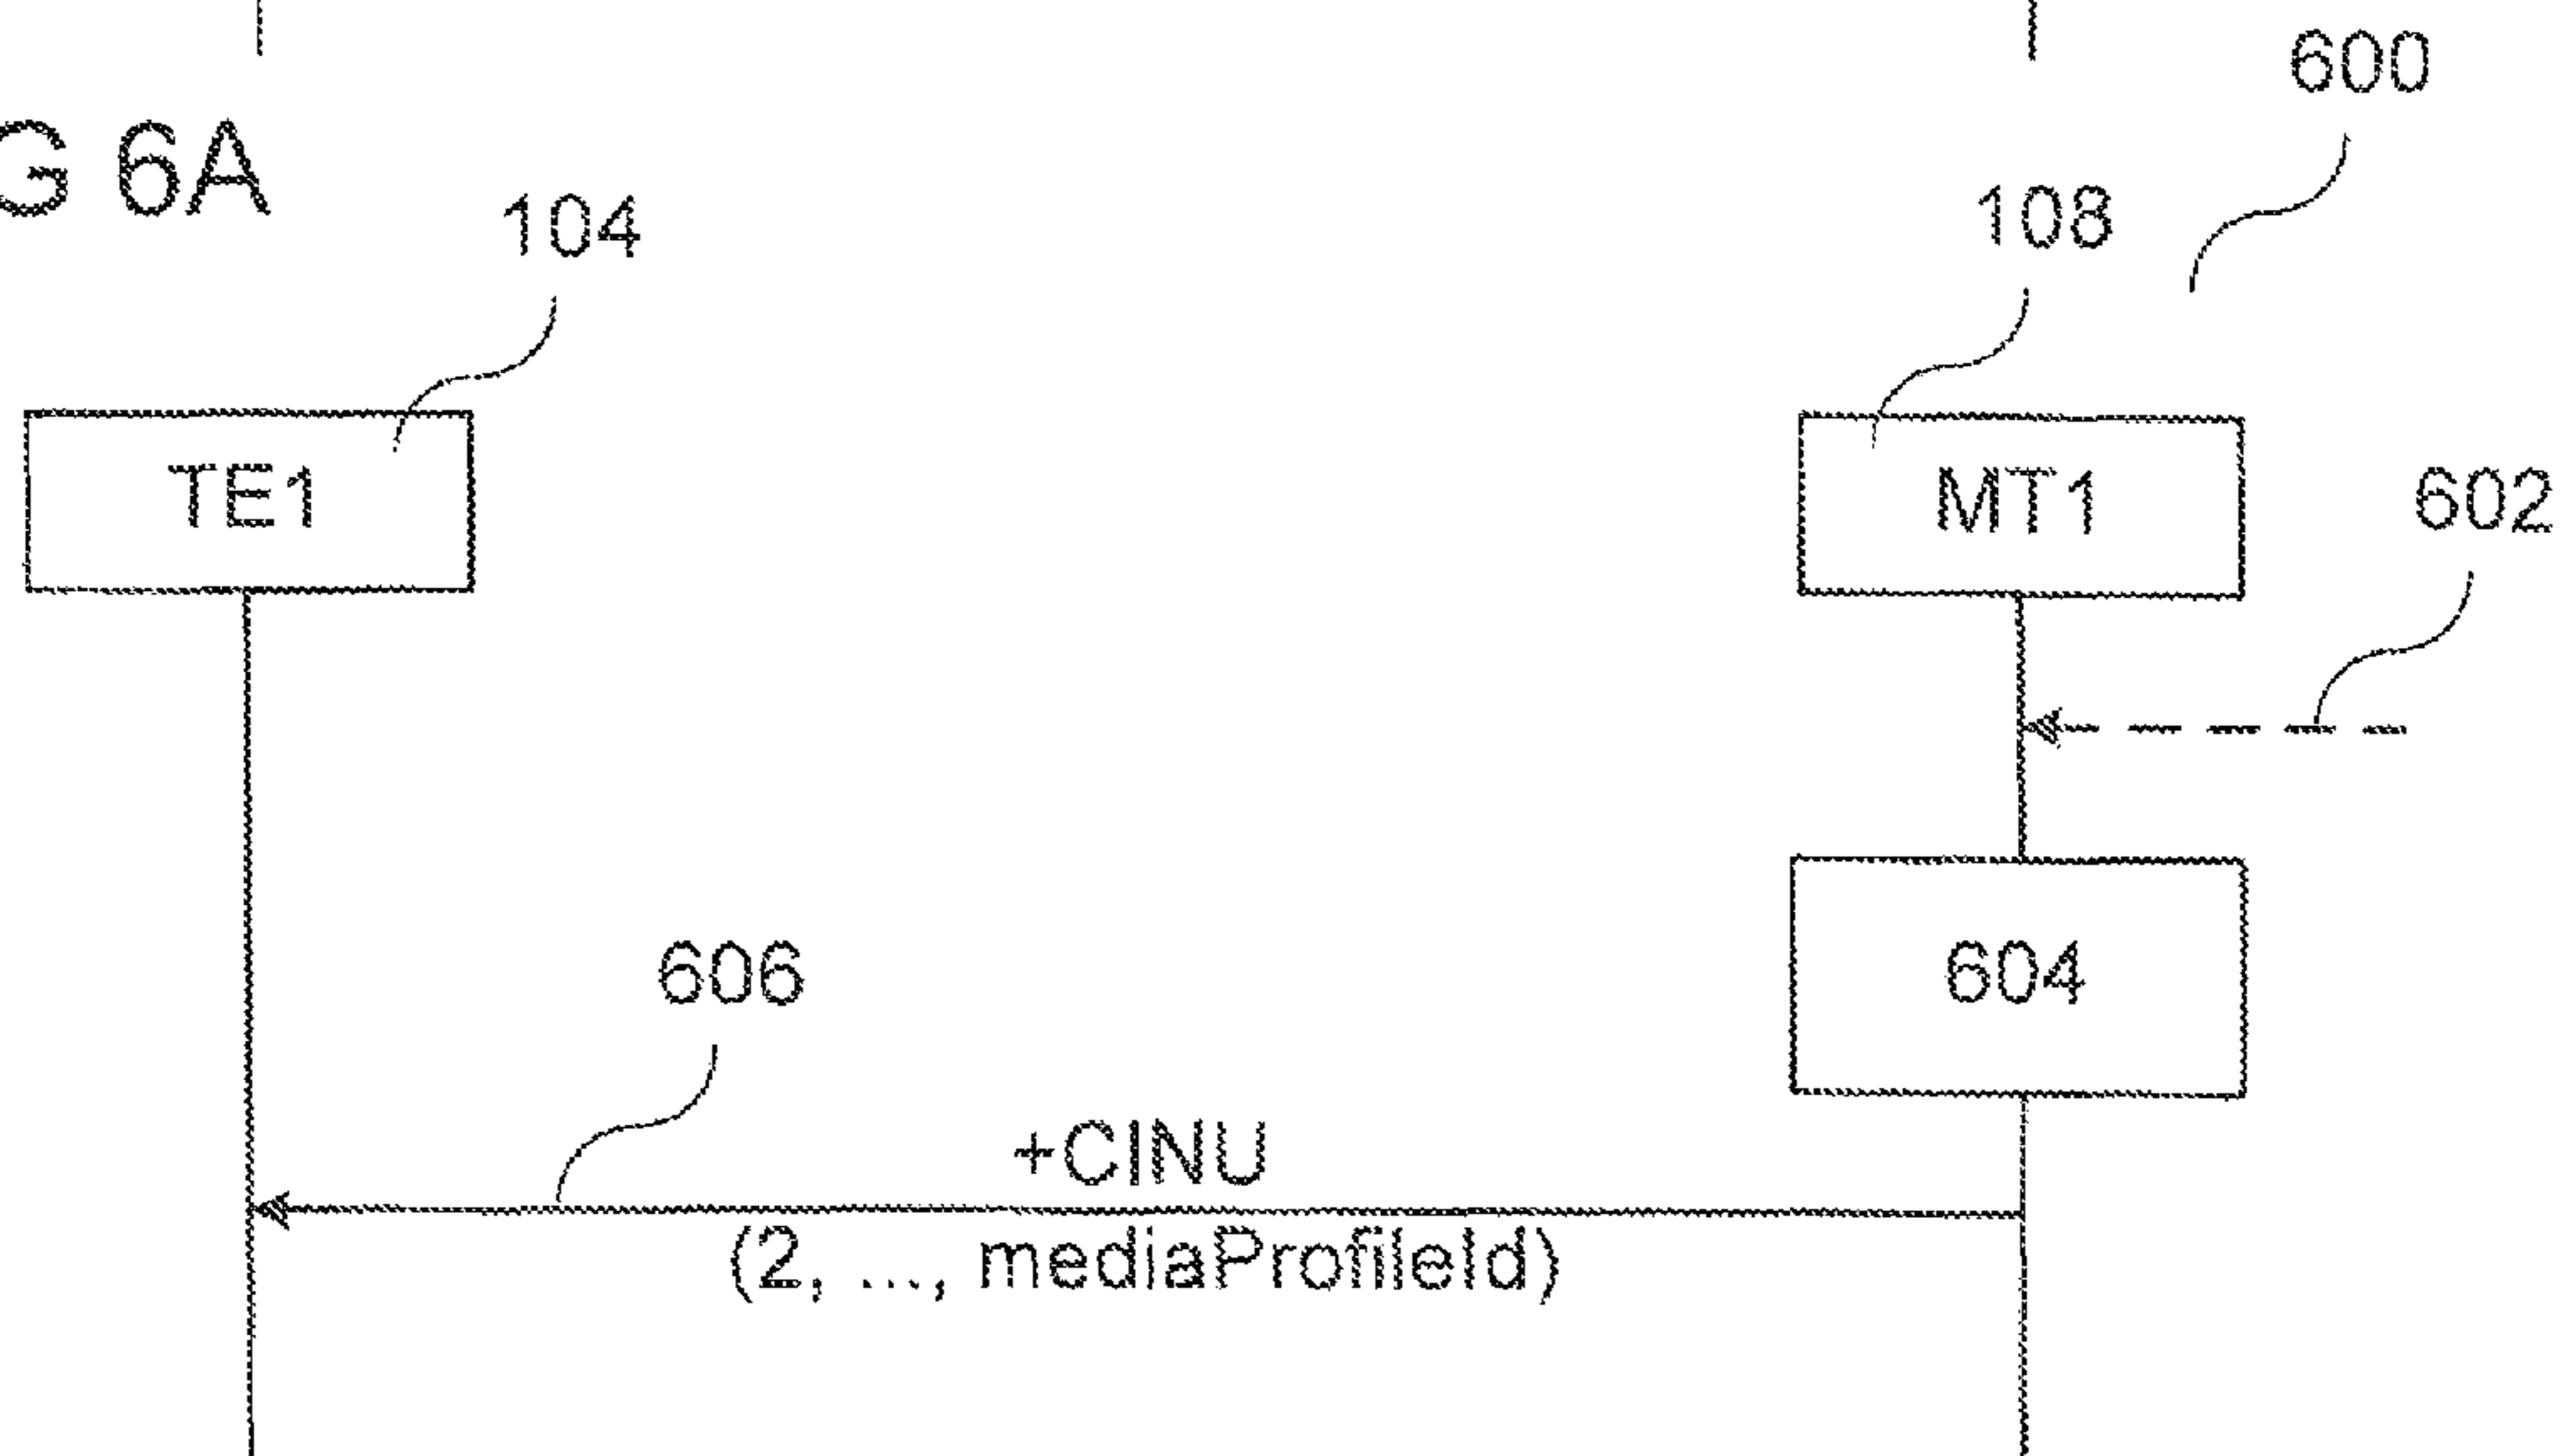 600
G 6A
104
108
TE1
MT1
602
604
606
+CINU
(2, ..., mediaProfileId)